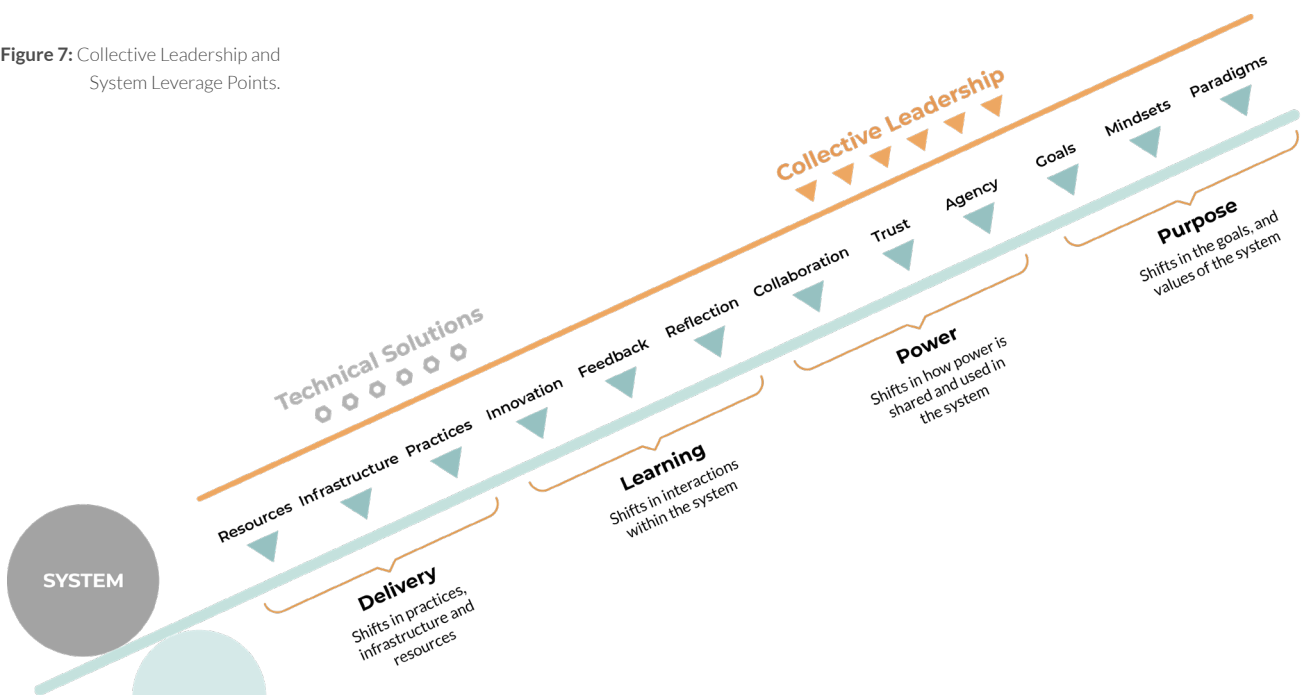 Figure 7: Collective Leadership and
System Leverage Points.
Collective Leadership
Technical Solutions
Resources
Infrastructure
Practices
Innovation
Feedback
Reflection
Collaboration
Trust
Agency
Goals
Mindsets
Paradigms
SYSTEM
Delivery
Shifts in practices,
infrastructure and
resources
Learning
Shifts in interactions
within the system
Power
Shifts in how power is
shared and used in
the system
Purpose
Shifts in the goals, and
values of the system